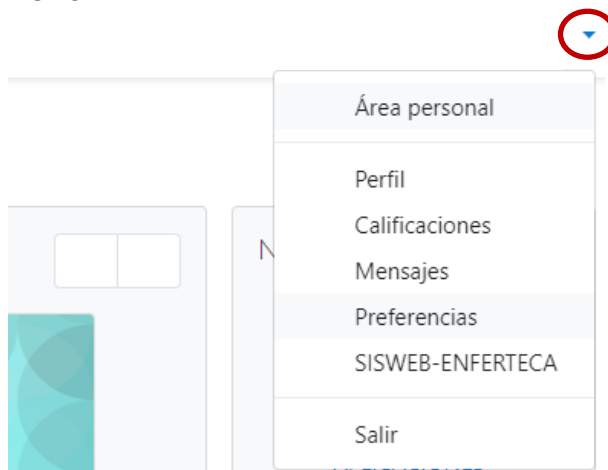 Área personal
Perfil
Calificaciones
Mensajes
Preferencias
SISWEB-ENFERTECA
Salir